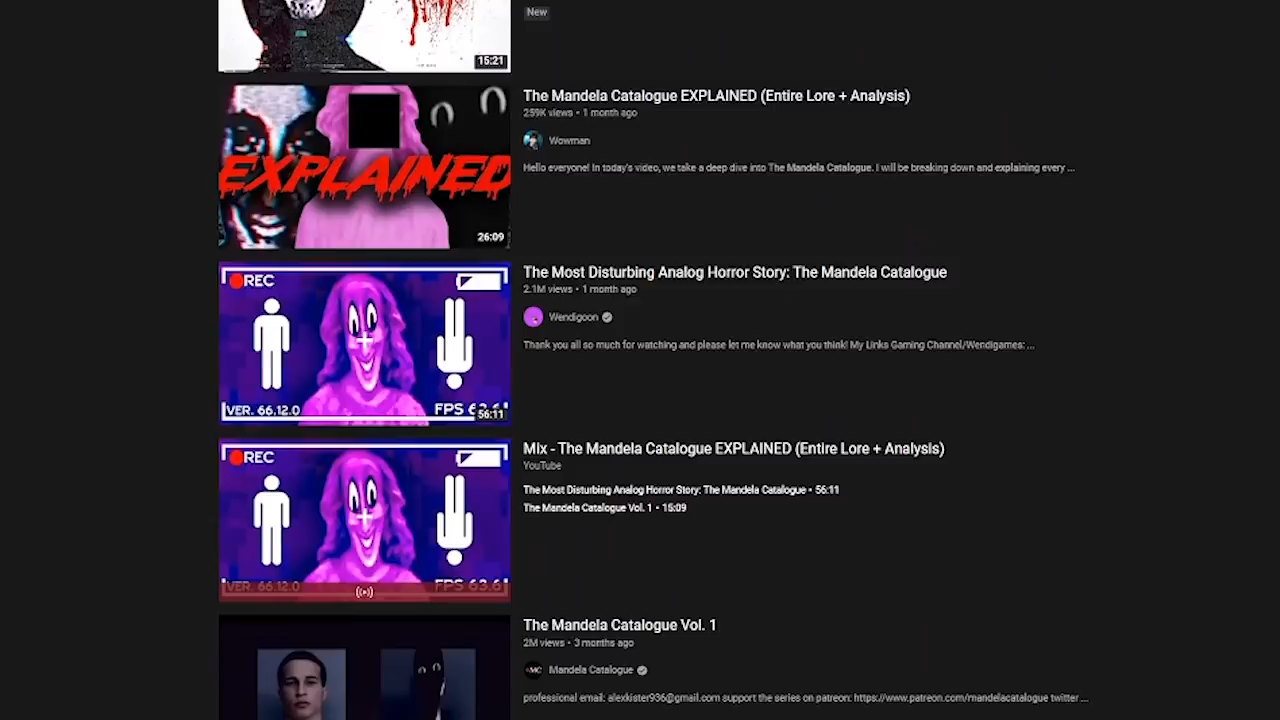 New
15:21
The Mandela Catalogue EXPLAINED (Entire Lore + Analysis)
259K views • 1 month ago
Wowman
EXPLAINED
Hello everyone! In today's video, we take a deep dive into The Mandela Catalogue. I will be breaking down and explaining every ...
26:09
The Most Disturbing Analog Horror Story: The Mandela Catalogue
REC
2.1M views • 1 month ago
Wendigoon
Thank you all so much for watching and please let me know what you think! My Links Gaming Channel/Wendigames: ...
VER. 66.12.0
FPS
56:11
Mix - The Mandela Catalogue EXPLAINED (Entire Lore + Analysis)
REC
YouTube
The Most Disturbing Analog Horror Story: The Mandela Catalogue • 56:11
The Mandela Catalogue Vol. 1 • 15:09
VER. 66.12.0
FPS 63.6
The Mandela Catalogue Vol. 1
2M views • 3 months ago
Mandela Catalogue
professional email: alexkister936@gmail.com support the series on patreon: https://www.patreon.com/mandelacatalogue twitter ...